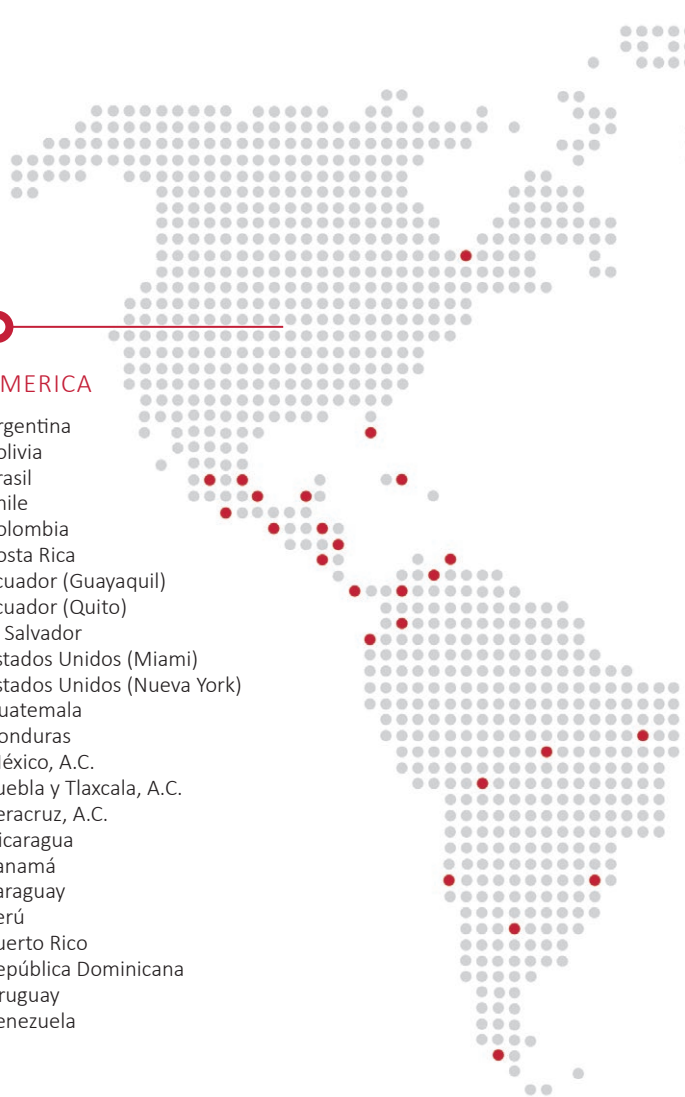 MERICA
rgentina
olivia
rasil
hile
olombia
osta Rica
cuador (Guayaquil)
cuador (Quito)
Salvador
stados Unidos (Miami)
stados Unidos (Nueva York)
uatemala
onduras
éxico, A.C.
uebla y Tlaxcala, A.C.
eracruz, A.C.
icaragua
anamá
araguay
erú
uerto Rico
epública Dominicana
ruguay
enezuela